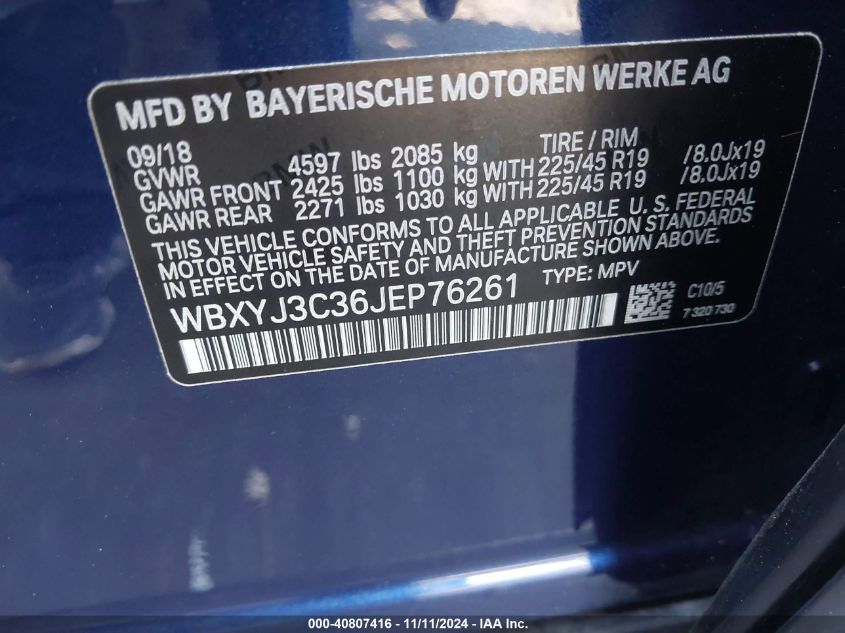 MFD BY BAYERISCHE MOTOREN WERKE AG
09/18 TIRE / RIM
GVWR 4597 lbs 2085 kg
GAWR FRONT 2425 lbs 1100 kg WITH 225/45 R19 /8.0Jx19
GAWR REAR 2271 lbs 1030 kg WITH 225/45 R19 /8.0Jx19
THIS VEHICLE CONFORMS TO ALL APPLICABLE U. S. FEDERAL
MOTOR VEHICLE SAFETY AND THEFT PREVENTION STANDARDS
IN EFFECT ON THE DATE OF MANUFACTURE SHOWN ABOVE.
WBXYJ3C36JEP76261 TYPE: MPV
C10/5
7 320 730
000-40807416 - 11/11/2024 - IAA Inc.